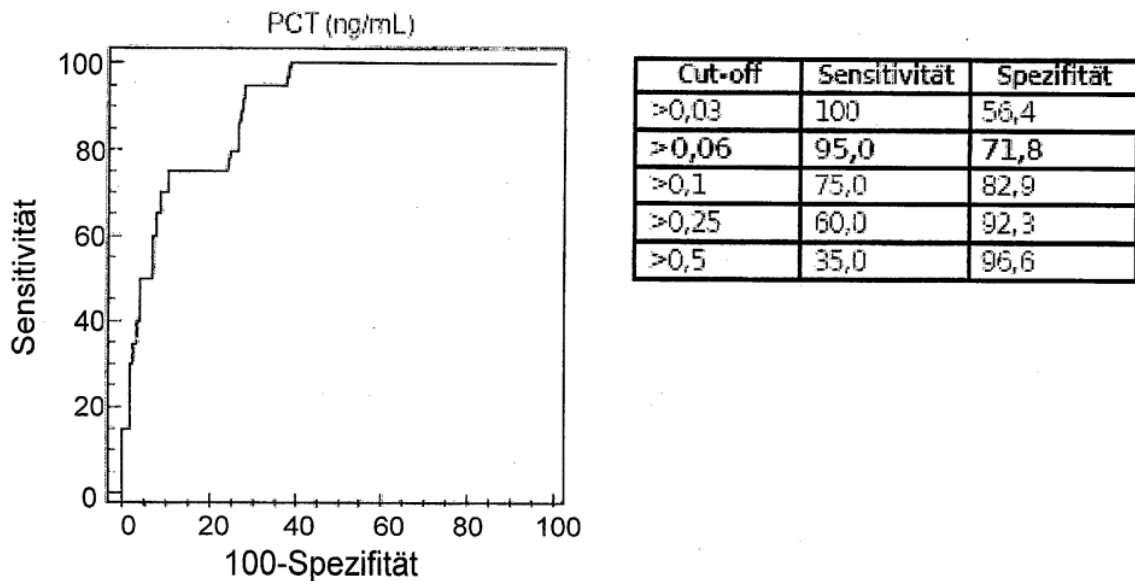 PCT (ng/mL)
100
80
60
40
20
0
Sensitivität
0 20 40 60 80 100
100-Spezifität
Cut-off Sensitivität Spezifität
>0,03 100 56,4
>0,06 95,0 71,8
>0,1 75,0 82,9
>0,25 60,0 92,3
>0,5 35,0 96,6